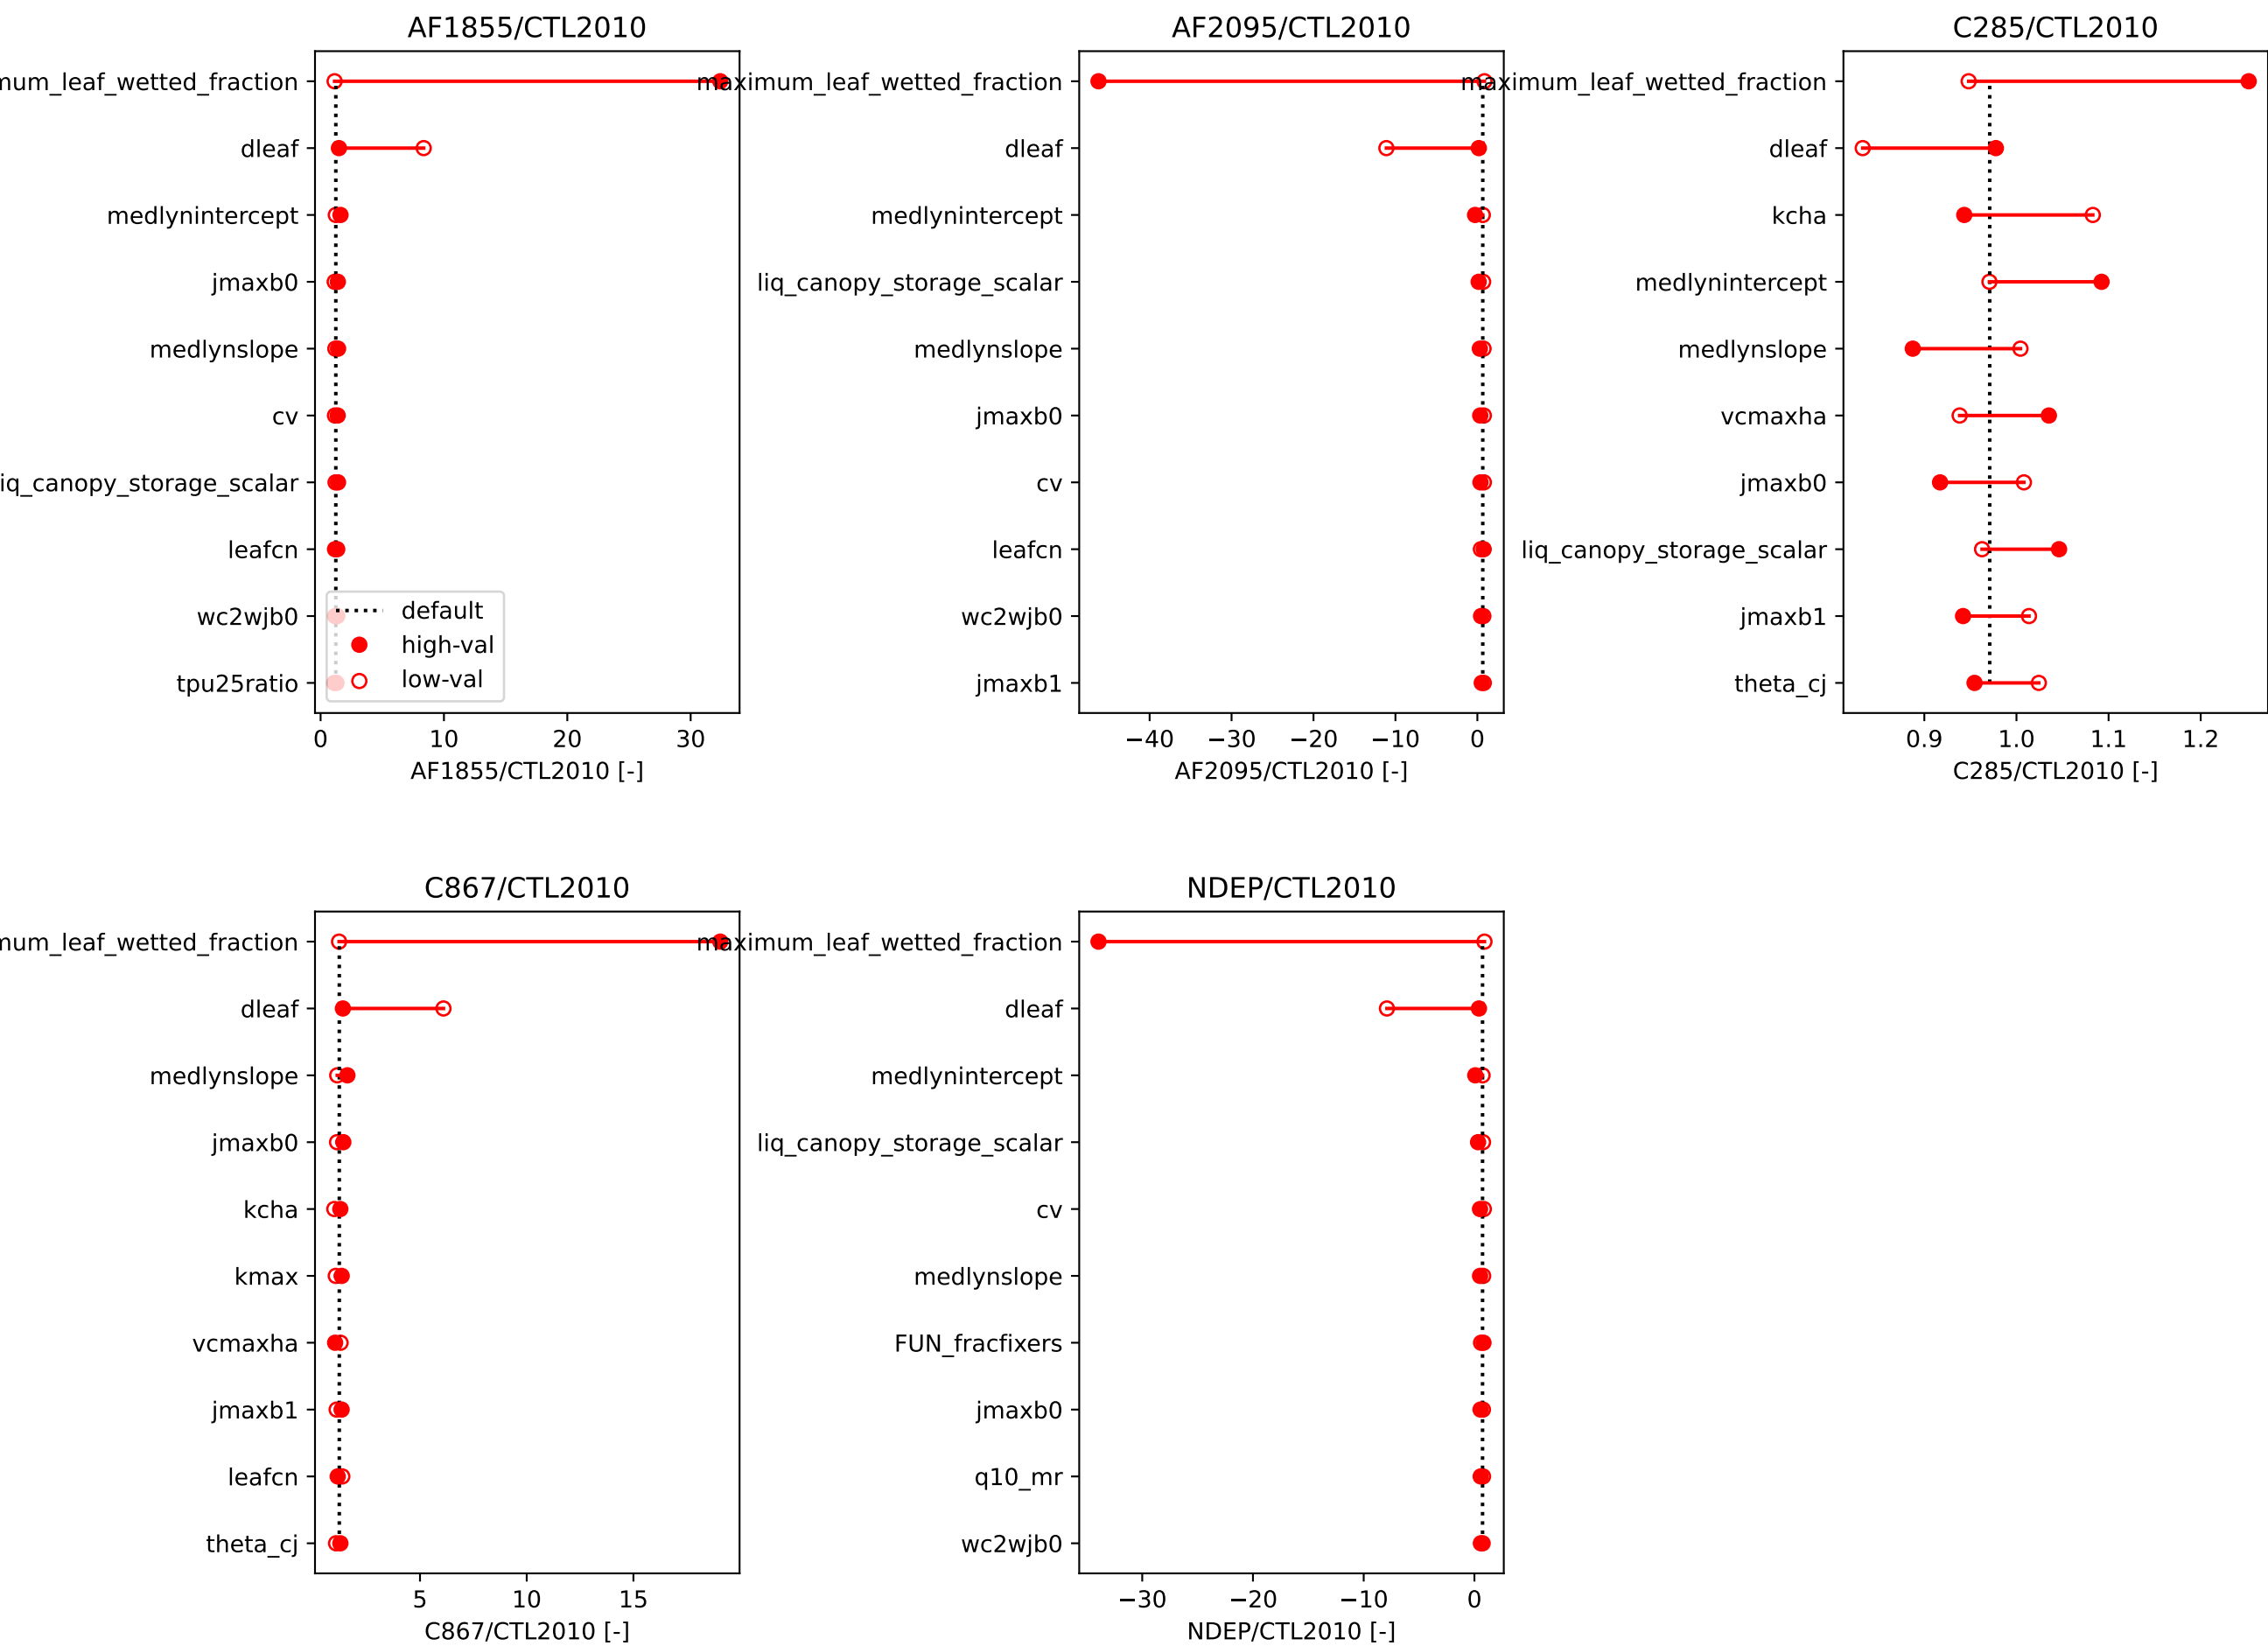 AF1855/CTL2010
num_leaf_wetted_fraction
dleaf
medlynintercept
jmaxb0
medlynslope
cv
iq_canopy_storage_scalar
leafcn
wc2wjb0
tpu25ratio
default
high-val
low-val
0 10 20 30
AF1855/CTL2010 [-]
AF2095/CTL2010
maximum_leaf_wetted_fraction
dleaf
medlynintercept
liq_canopy_storage_scalar
medlynslope
jmaxb0
cv
leafcn
wc2wjb0
jmaxb1
−40 −30 −20 −10 0
AF2095/CTL2010 [-]
C285/CTL2010
maximum_leaf_wetted_fraction
dleaf
kcha
medlynintercept
medlynslope
vcmaxha
jmaxb0
liq_canopy_storage_scalar
jmaxb1
theta_cj
0.9 1.0 1.1 1.2
C285/CTL2010 [-]
C867/CTL2010
num_leaf_wetted_fraction
dleaf
medlynslope
jmaxb0
kcha
kmax
vcmaxha
jmaxb1
leafcn
theta_cj
5 10 15
C867/CTL2010 [-]
NDEP/CTL2010
maximum_leaf_wetted_fraction
dleaf
medlynintercept
liq_canopy_storage_scalar
cv
medlynslope
FUN_fracfixers
jmaxb0
q10_mr
wc2wjb0
−30 −20 −10 0
NDEP/CTL2010 [-]